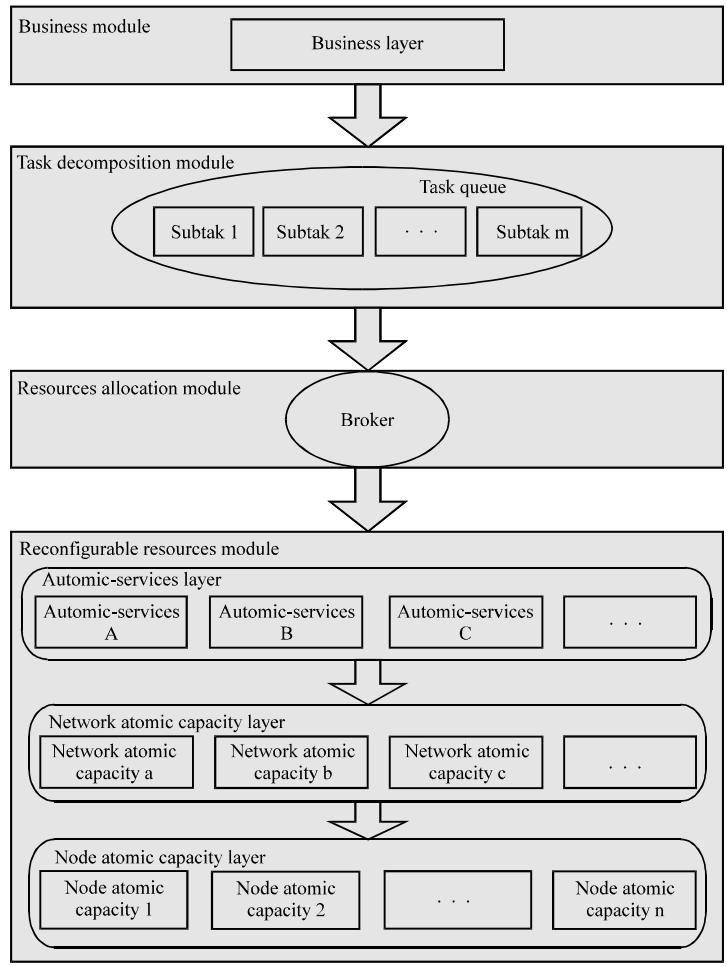 Business module
Business layer
Task decomposition module
Task queue
Subtak 1
Subtak 2
. . .
Subtak m
Resources allocation module
Broker
Reconfigurable resources module
Automic-services layer
Automic-services
A
Automic-services
B
Automic-services
C
. . .
Network atomic capacity layer
Network atomic
capacity a
Network atomic
capacity b
Network atomic
capacity c
. . .
Node atomic capacity layer
Node atomic
capacity 1
Node atomic
capacity 2
. . .
Node atomic
capacity n